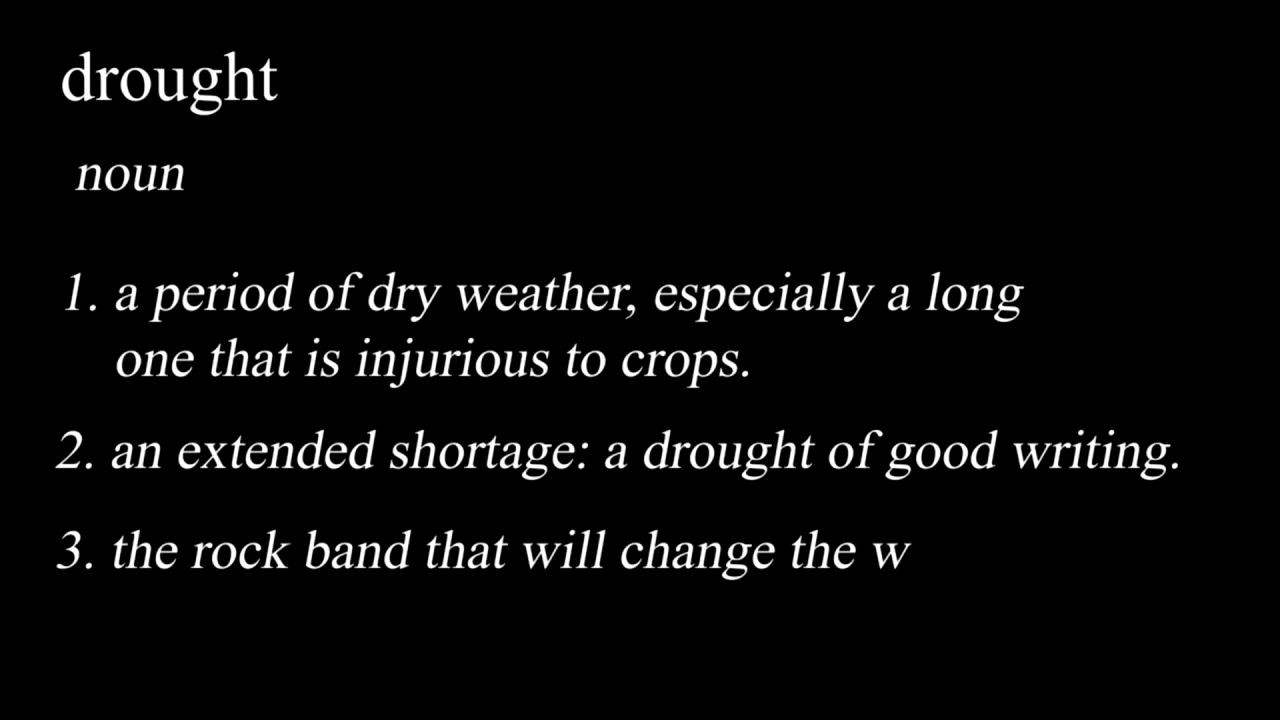 drought
noun
1. a period of dry weather, especially a long
one that is injurious to crops.
2. an extended shortage: a drought of good writing.
3. the rock band that will change the w